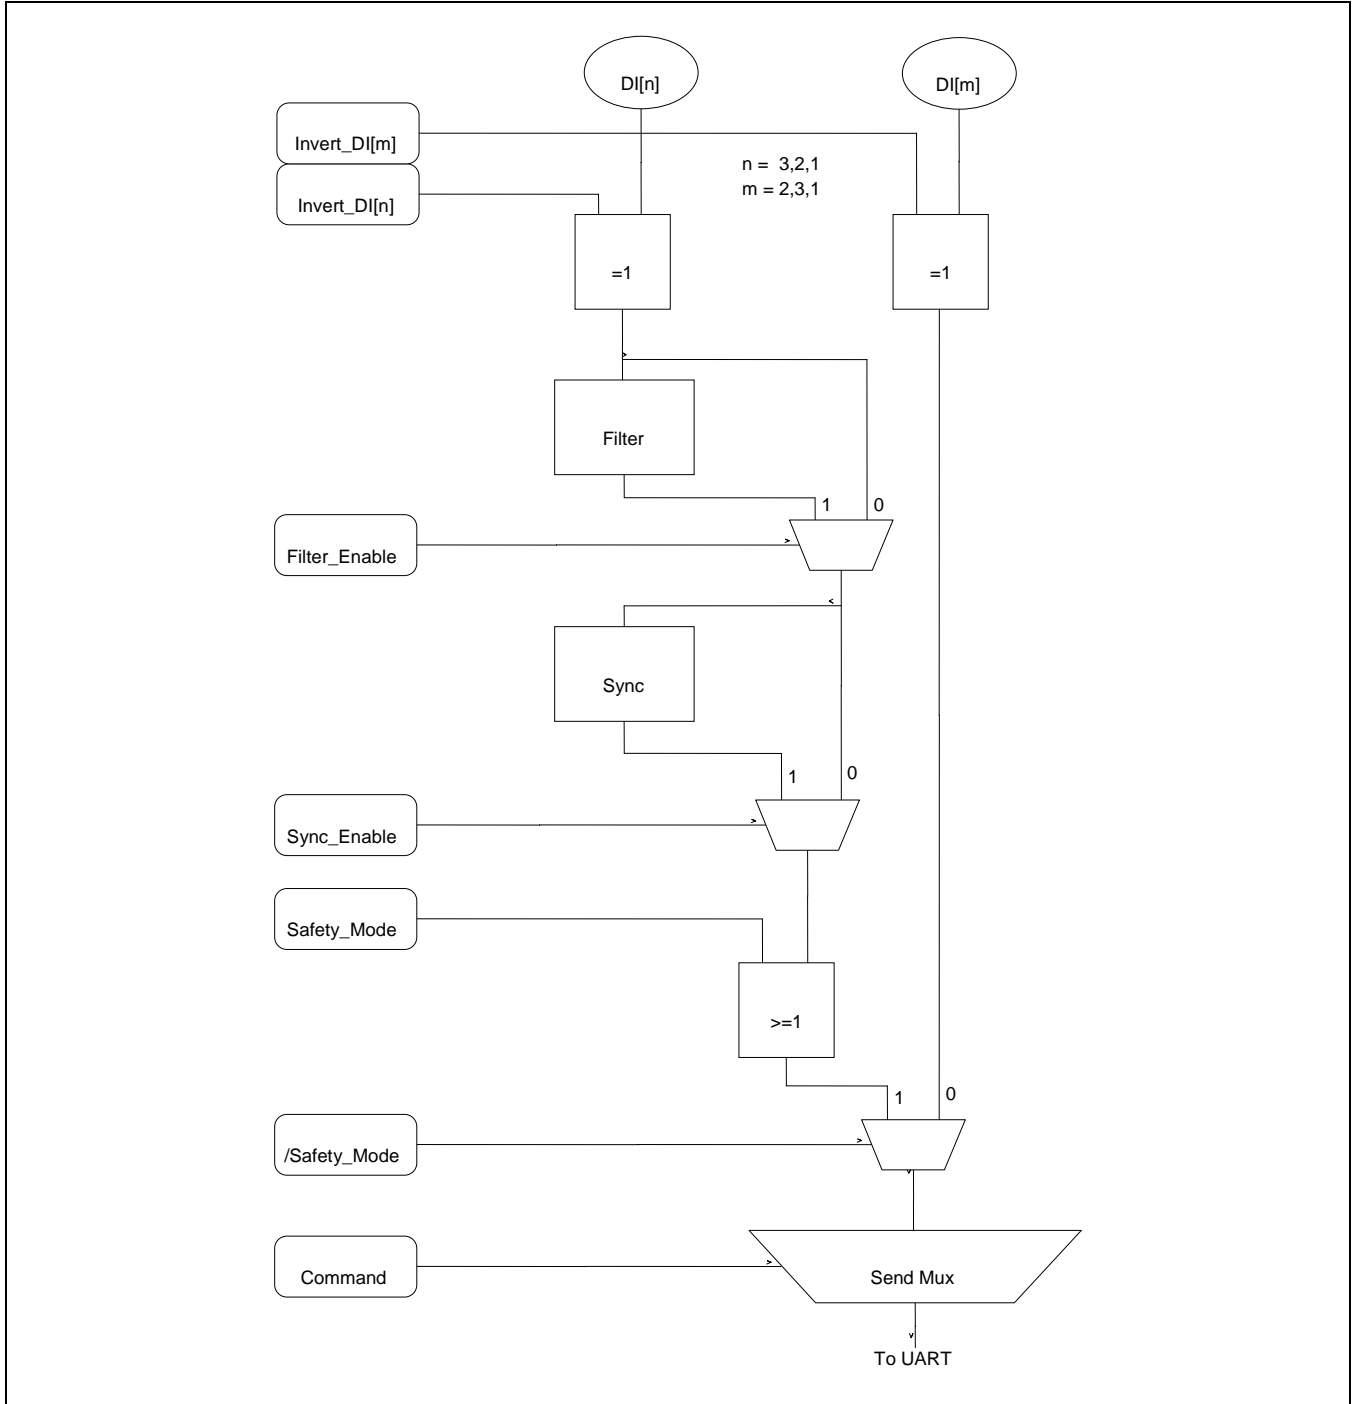 DI[n]
DI[m]
Invert_DI[m]
n = 3,2,1
m = 2,3,1
Invert_DI[n]
=1
=1
Filter
1
0
Filter_Enable
Sync
1
0
Sync_Enable
Safety_Mode
>=1
1
0
/Safety_Mode
Command
Send Mux
To UART